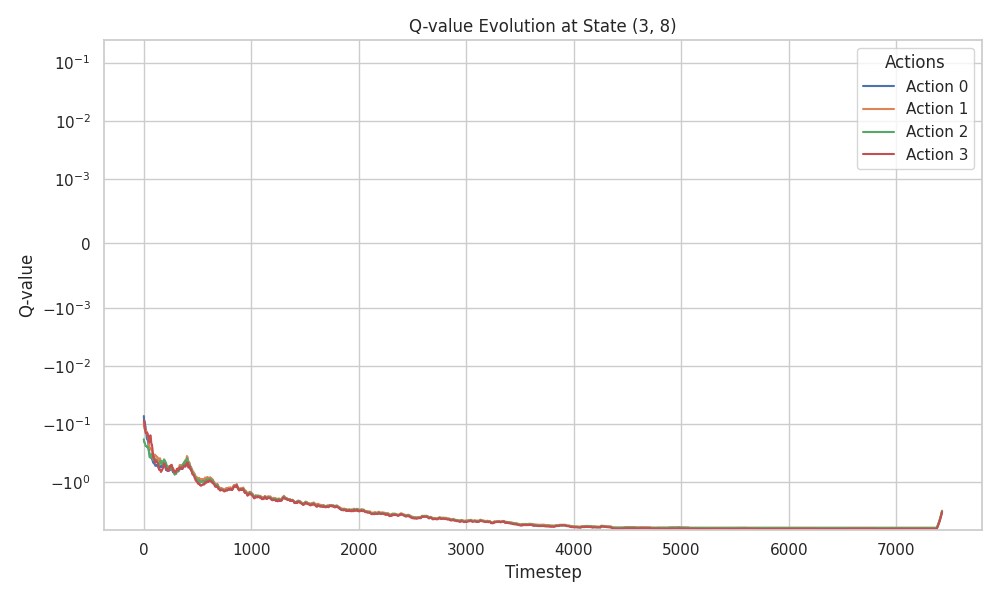 Q-value Evolution at State (3, 8)
Q-value
10⁻¹
10⁻²
10⁻³
0
−10⁻³
−10⁻²
−10⁻¹
−10⁰
Actions
Action 0
Action 1
Action 2
Action 3
0 1000 2000 3000 4000 5000 6000 7000
Timestep